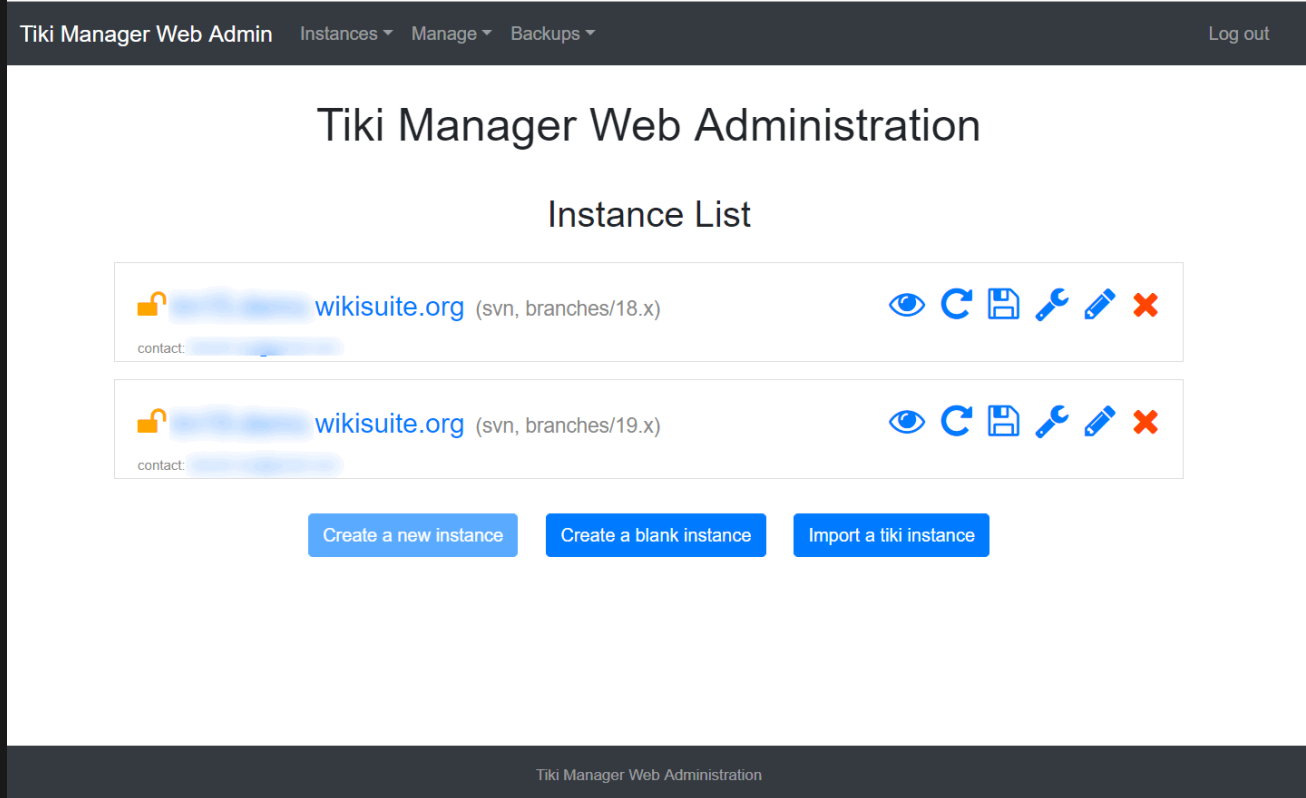 Tiki Manager Web Admin Instances Manage Backups Log out
Tiki Manager Web Administration
Instance List
wikisuite.org (svn, branches/18.x)
contact:
wikisuite.org (svn, branches/19.x)
contact:
Create a new instance Create a blank instance Import a tiki instance
Tiki Manager Web Administration